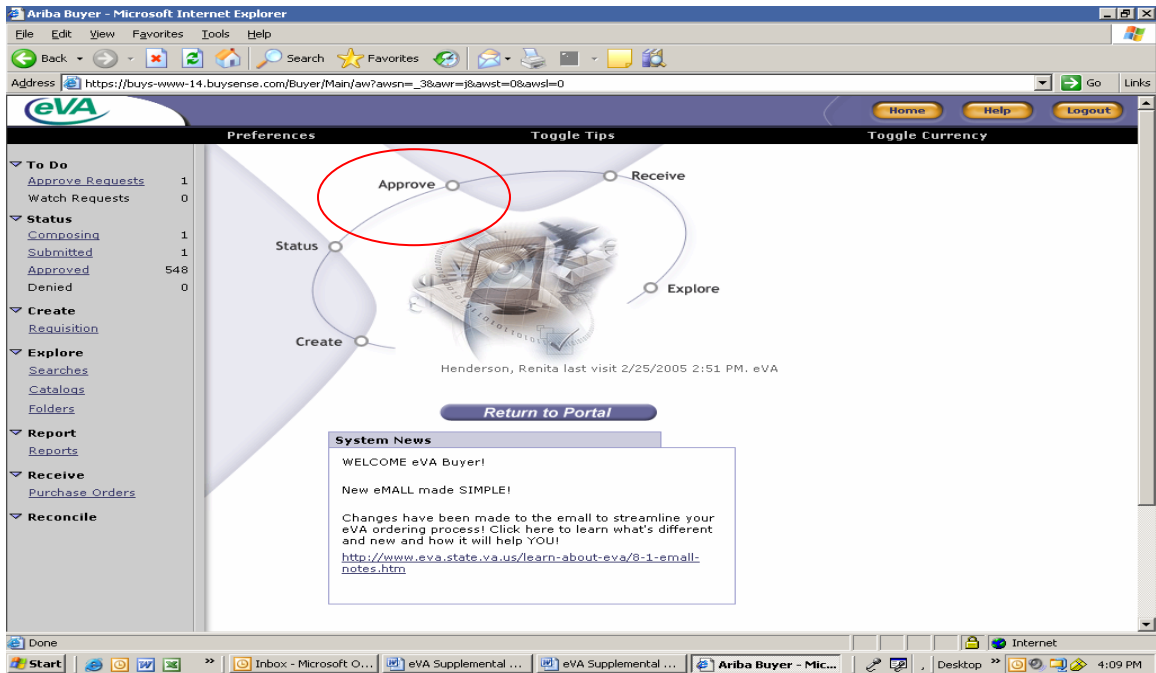 Ariba Buyer - Microsoft Internet Explorer
File Edit View Favorites Tools Help
Back Search Favorites
Address https://buys-www-14.buysense.com/Buyer/Main/aw?awsn=_3&awr=j&awst=0&awsl=0 Go Links
eVA Home Help Logout
Preferences Toggle Tips Toggle Currency
To Do
Approve Requests 1
Watch Requests 0
Status
Composing 1
Submitted 1
Approved 548
Denied 0
Create
Requisition
Explore
Searches
Catalogs
Folders
Report
Reports
Receive
Purchase Orders
Reconcile
Approve
Receive
Status
Explore
Create
Henderson, Renita last visit 2/25/2005 2:51 PM. eVA
Return to Portal
System News
WELCOME eVA Buyer!
New eMALL made SIMPLE!
Changes have been made to the emall to streamline your
eVA ordering process! Click here to learn what's different
and new and how it will help YOU!
http://www.eva.state.va.us/learn-about-eva/8-1-emall-
notes.htm
Done Internet
Start Inbox - Microsoft O... eVA Supplemental ... eVA Supplemental ... Ariba Buyer - Mic... Desktop 4:09 PM